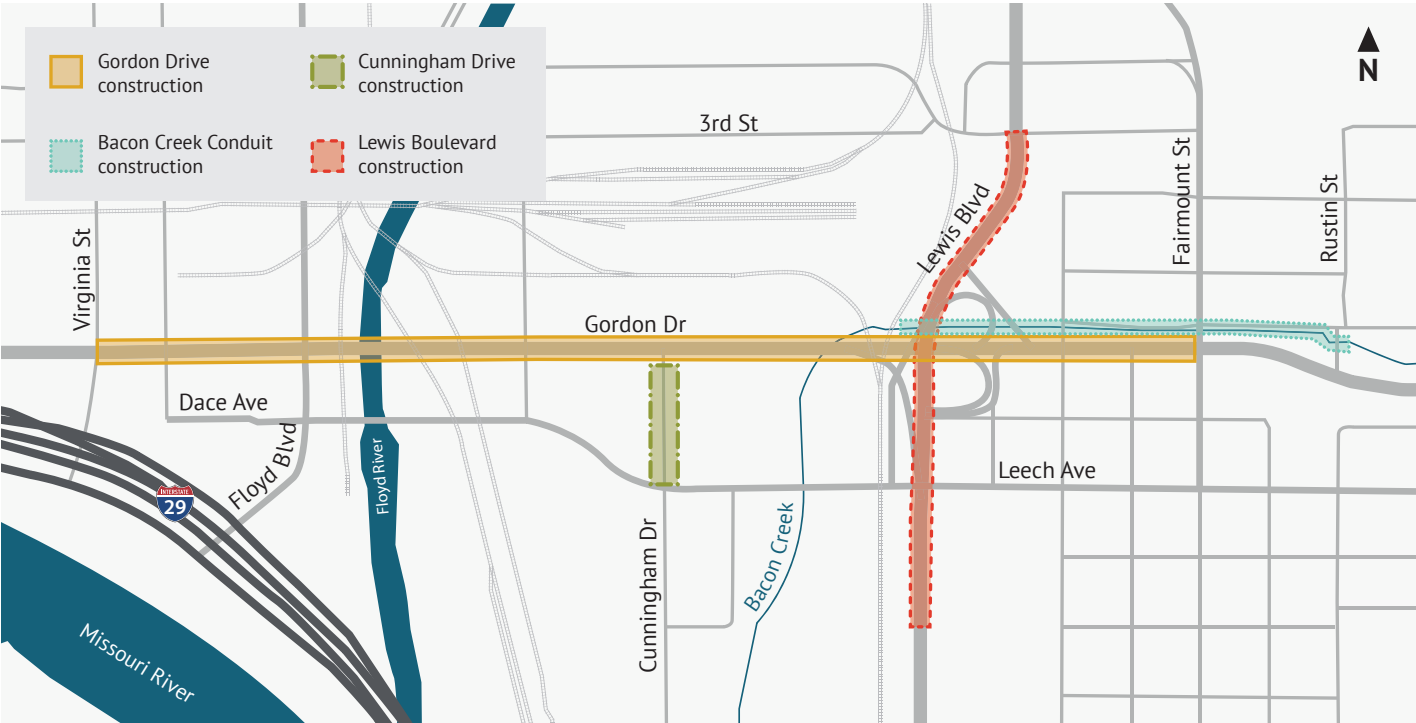 Gordon Drive
construction
Cunningham Drive
construction
Bacon Creek Conduit
construction
Lewis Boulevard
construction
N
3rd St
Virginia St
Lewis Blvd
Fairmount St
Rustin St
Gordon Dr
Dace Ave
Floyd Blvd
INTERSTATE
29
Floyd River
Leech Ave
Cunningham Dr
Bacon Creek
Missouri River